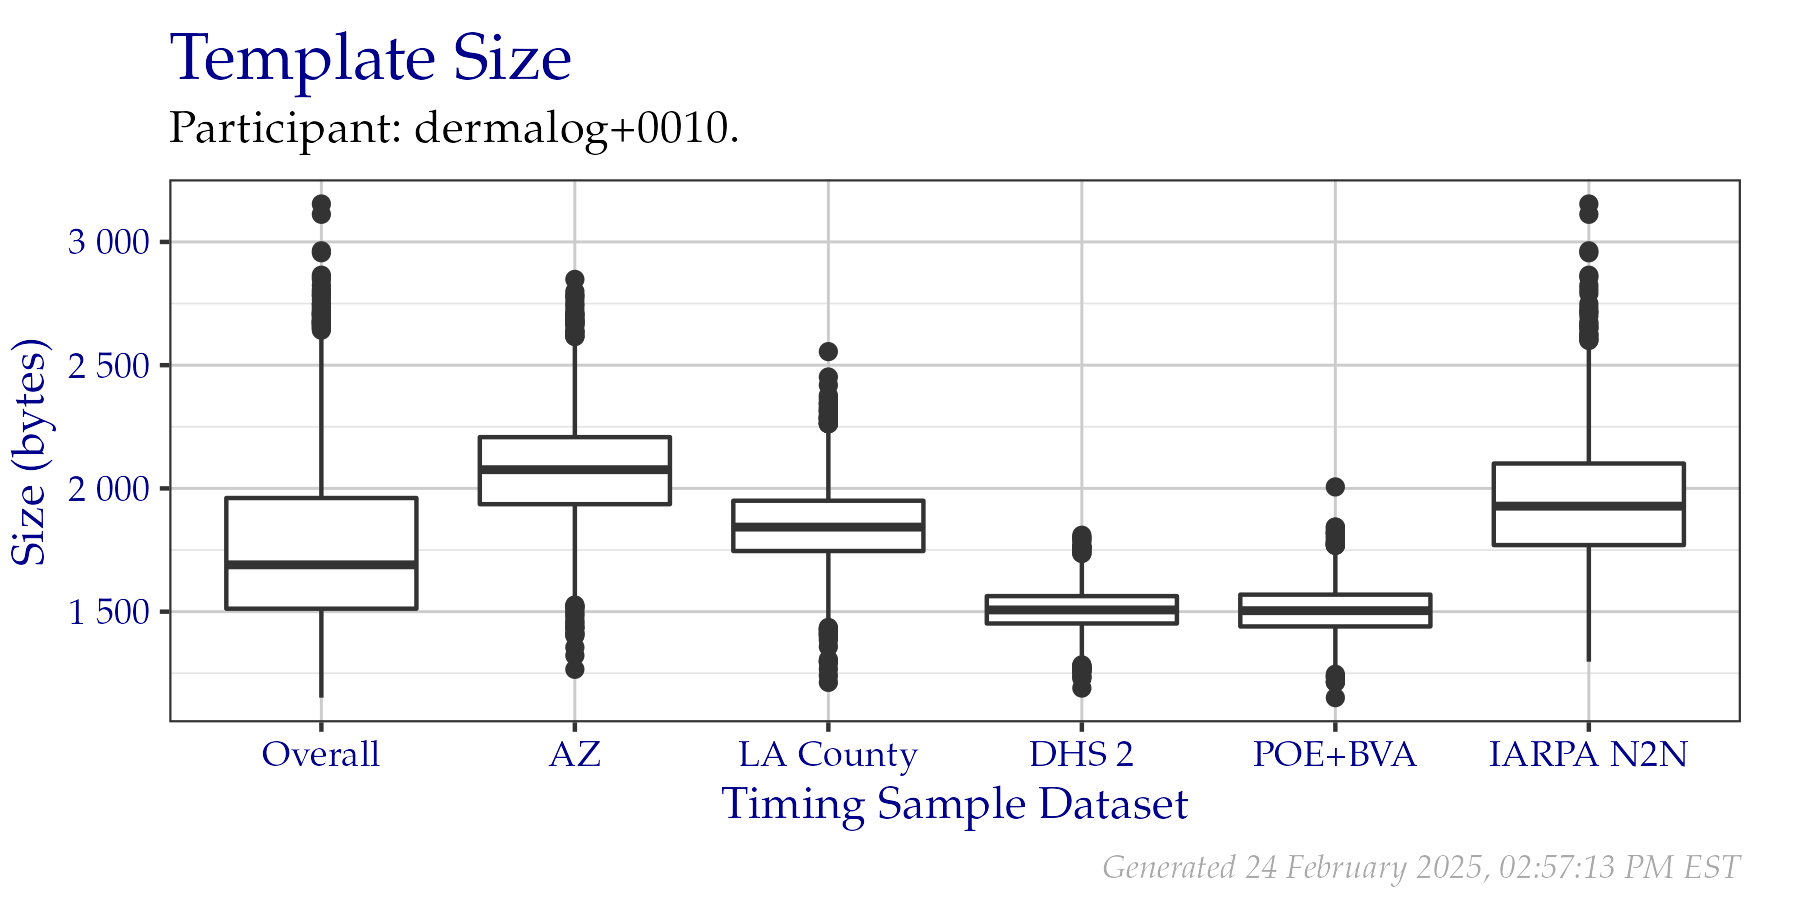 Template Size
Participant: dermalog+0010.
Size (bytes)
3 000
2 500
2 000
1 500
Overall
AZ
LA County
DHS 2
POE+BVA
IARPA N2N
Timing Sample Dataset
Generated 24 February 2025, 02:57:13 PM EST